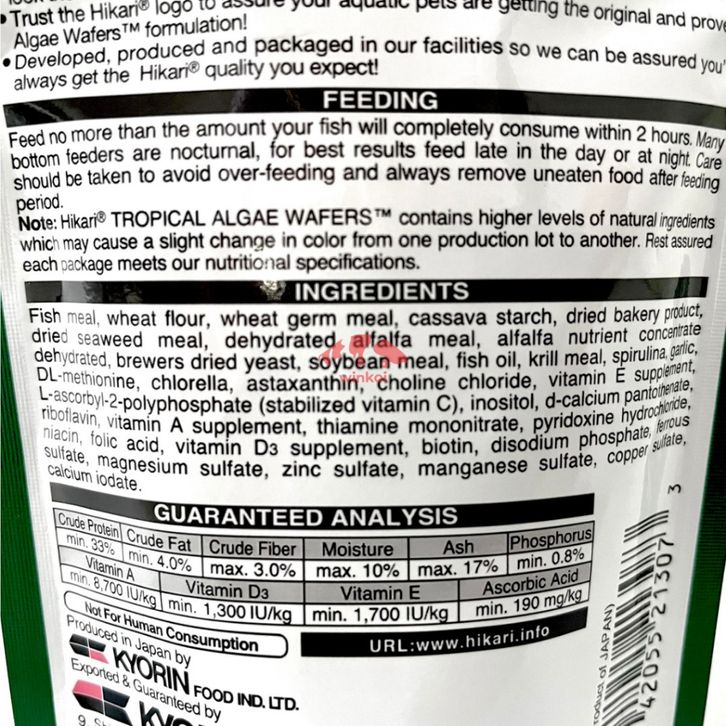 • Trust the Hikari® logo to assure your aquatic pets are getting the original and prove
Algae Wafers™ formulation!
• Developed, produced and packaged in our facilities so we can be assured you'
always get the Hikari® quality you expect!
FEEDING
Feed no more than the amount your fish will completely consume within 2 hours. Many
bottom feeders are nocturnal, for best results feed late in the day or at night. Care
should be taken to avoid over-feeding and always remove uneaten food after feeding
period.
Note: Hikari® TROPICAL ALGAE WAFERS™ contains higher levels of natural ingredients
which may cause a slight change in color from one production lot to another. Rest assured
each package meets our nutritional specifications.
INGREDIENTS
Fish meal, wheat flour, wheat germ meal, cassava starch, dried bakery product,
dried seaweed meal, dehydrated alfalfa meal, alfalfa nutrient concentrate
dehydrated, brewers dried yeast, soybean meal, fish oil, krill meal, spirulina, garlic,
DL-methionine, chlorella, astaxanthin, choline chloride, vitamin E supplement,
L-ascorbyl-2-polyphosphate (stabilized vitamin C), inositol, d-calcium pantothenate,
riboflavin, vitamin A supplement, thiamine mononitrate, pyridoxine hydrochloride,
niacin, folic acid, vitamin D3 supplement, biotin, disodium phosphate, ferrous
sulfate, magnesium sulfate, zinc sulfate, manganese sulfate, copper sulfate,
calcium iodate.
winkoi
GUARANTEED ANALYSIS
Crude Protein Crude Fat Crude Fiber Moisture Ash Phosphorus
min. 33% min. 4.0% max. 3.0% max. 10% max. 17% min. 0.8%
Vitamin A Vitamin D3 Vitamin E Ascorbic Acid
min. 8,700 IU/kg min. 1,300 IU/kg min. 1,700 IU/kg min. 190 mg/kg
Not For Human Consumption
URL:www.hikari.info
Produced in Japan by
KYORIN FOOD IND. LTD.
Exported & Guaranteed by
oduct of JAPAN)
42055 21307 3